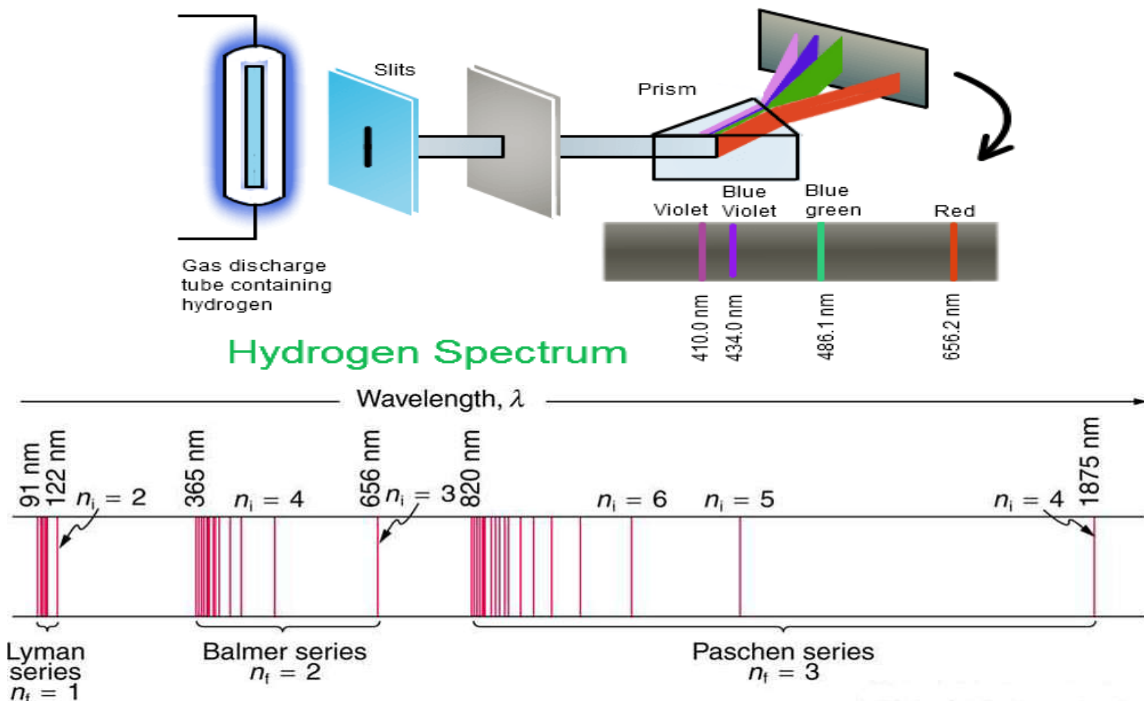 Slits
Prism
Gas discharge
tube containing
hydrogen
Violet
Blue
Violet
Blue
green
Red
410.0 nm
434.0 nm
486.1 nm
656.2 nm
Hydrogen Spectrum
Wavelength, λ
91 nm
122 nm
nᵢ = 2
365 nm
nᵢ = 4
656 nm
nᵢ = 3
820 nm
nᵢ = 6
nᵢ = 5
nᵢ = 4
1875 nm
Lyman
series
n_f = 1
Balmer series
n_f = 2
Paschen series
n_f = 3